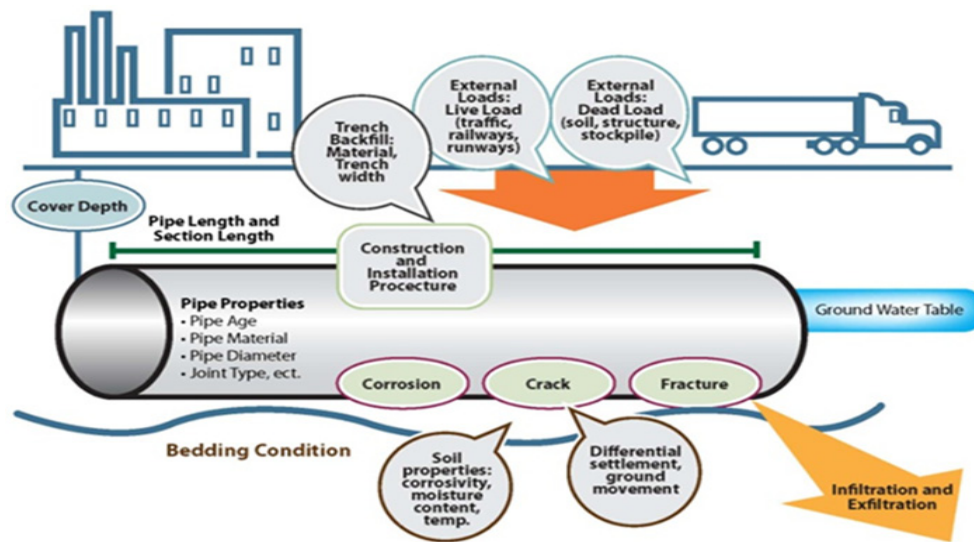 External
Loads:
Live Load
(traffic,
railways,
runways)
External
Loads:
Dead Load
(soil, structure,
stockpile)
Trench
Backfill:
Material,
Trench
width
Cover Depth
Pipe Length and
Section Length
Construction
and
Installation
Procecture
Pipe Properties
• Pipe Age
• Pipe Material
• Pipe Diameter
• Joint Type, ect.
Ground Water Table
Corrosion
Crack
Fracture
Bedding Condition
Soil
properties:
corrosivity,
moisture
content,
temp.
Differential
settlement,
ground
movement
Infiltration and
Exfiltration